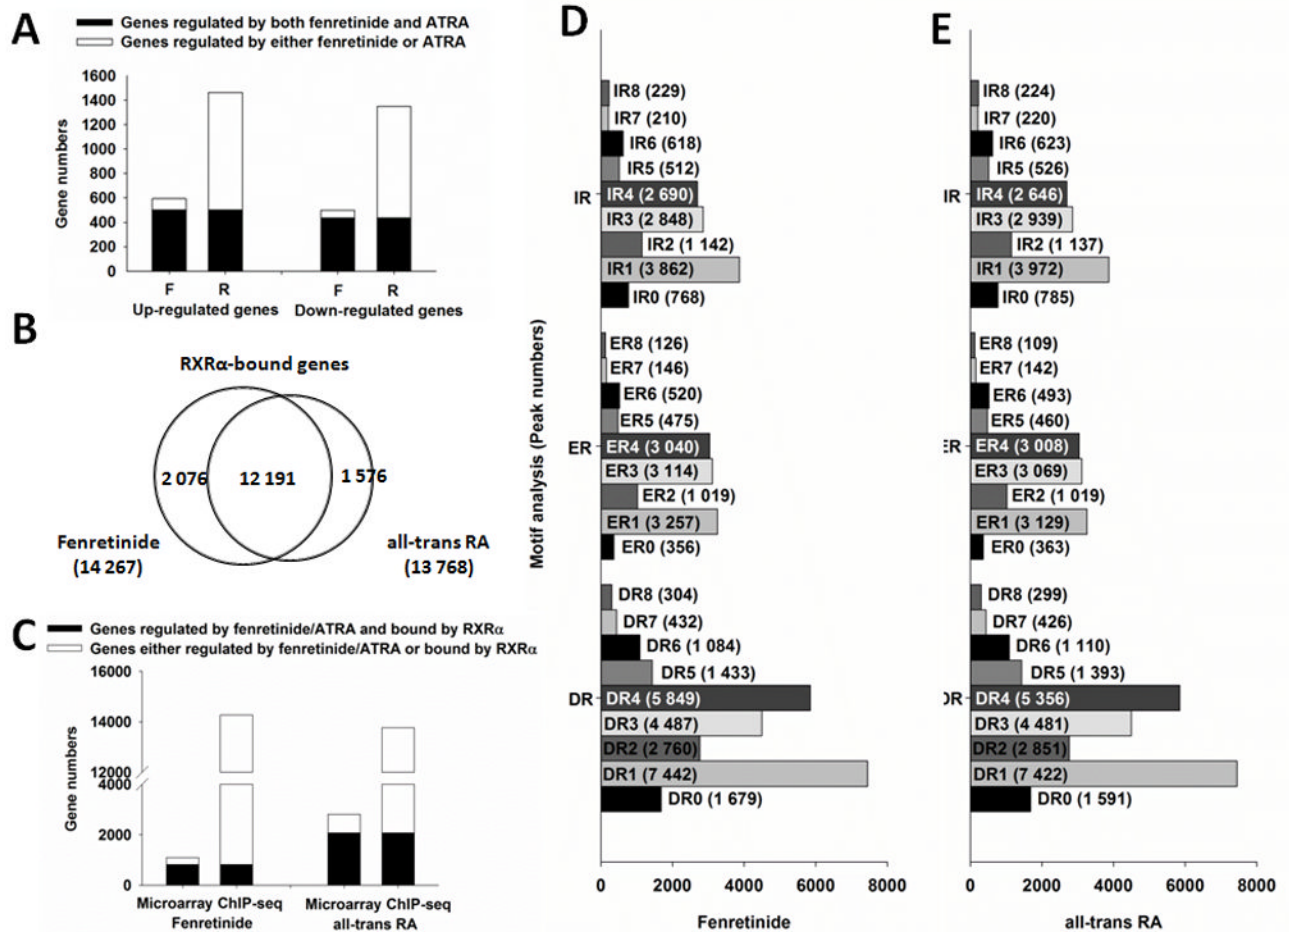 A
Genes regulated by both fenretinide and ATRA
Genes regulated by either fenretinide or ATRA
Gene numbers
1600
1400
1200
1000
800
600
400
200
0
F R F R
Up-regulated genes Down-regulated genes
B
RXRα-bound genes
2 076 12 191 1 576
Fenretinide
(14 267)
all-trans RA
(13 768)
C
Genes regulated by fenretinide/ATRA and bound by RXRα
Genes either regulated by fenretinide/ATRA or bound by RXRα
Gene numbers
16000
14000
12000
4000
2000
0
Microarray ChIP-seq Microarray ChIP-seq
Fenretinide all-trans RA
D
Motif analysis (Peak numbers)
IR
IR8 (229)
IR7 (210)
IR6 (618)
IR5 (512)
IR4 (2 690)
IR3 (2 848)
IR2 (1 142)
IR1 (3 862)
IR0 (768)
ER
ER8 (126)
ER7 (146)
ER6 (520)
ER5 (475)
ER4 (3 040)
ER3 (3 114)
ER2 (1 019)
ER1 (3 257)
ER0 (356)
DR
DR8 (304)
DR7 (432)
DR6 (1 084)
DR5 (1 433)
DR4 (5 849)
DR3 (4 487)
DR2 (2 760)
DR1 (7 442)
DR0 (1 679)
0 2000 4000 6000 8000
Fenretinide
E
IR
IR8 (224)
IR7 (220)
IR6 (623)
IR5 (526)
IR4 (2 646)
IR3 (2 939)
IR2 (1 137)
IR1 (3 972)
IR0 (785)
ER
ER8 (109)
ER7 (142)
ER6 (493)
ER5 (460)
ER4 (3 008)
ER3 (3 069)
ER2 (1 019)
ER1 (3 129)
ER0 (363)
DR
DR8 (299)
DR7 (426)
DR6 (1 110)
DR5 (1 393)
DR4 (5 356)
DR3 (4 481)
DR2 (2 851)
DR1 (7 422)
DR0 (1 591)
0 2000 4000 6000 8000
all-trans RA